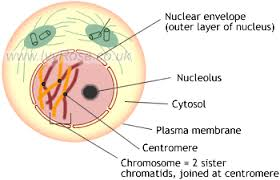 Nuclear envelope
(outer layer of nucleus)
Nucleolus
Cytosol
Plasma membrane
Centromere
Chromosome = 2 sister
chromatids, joined at centromere